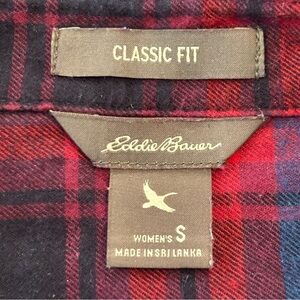 CLASSIC FIT
Eddie Bauer
WOMEN'S S
MADE IN SRI LANKA